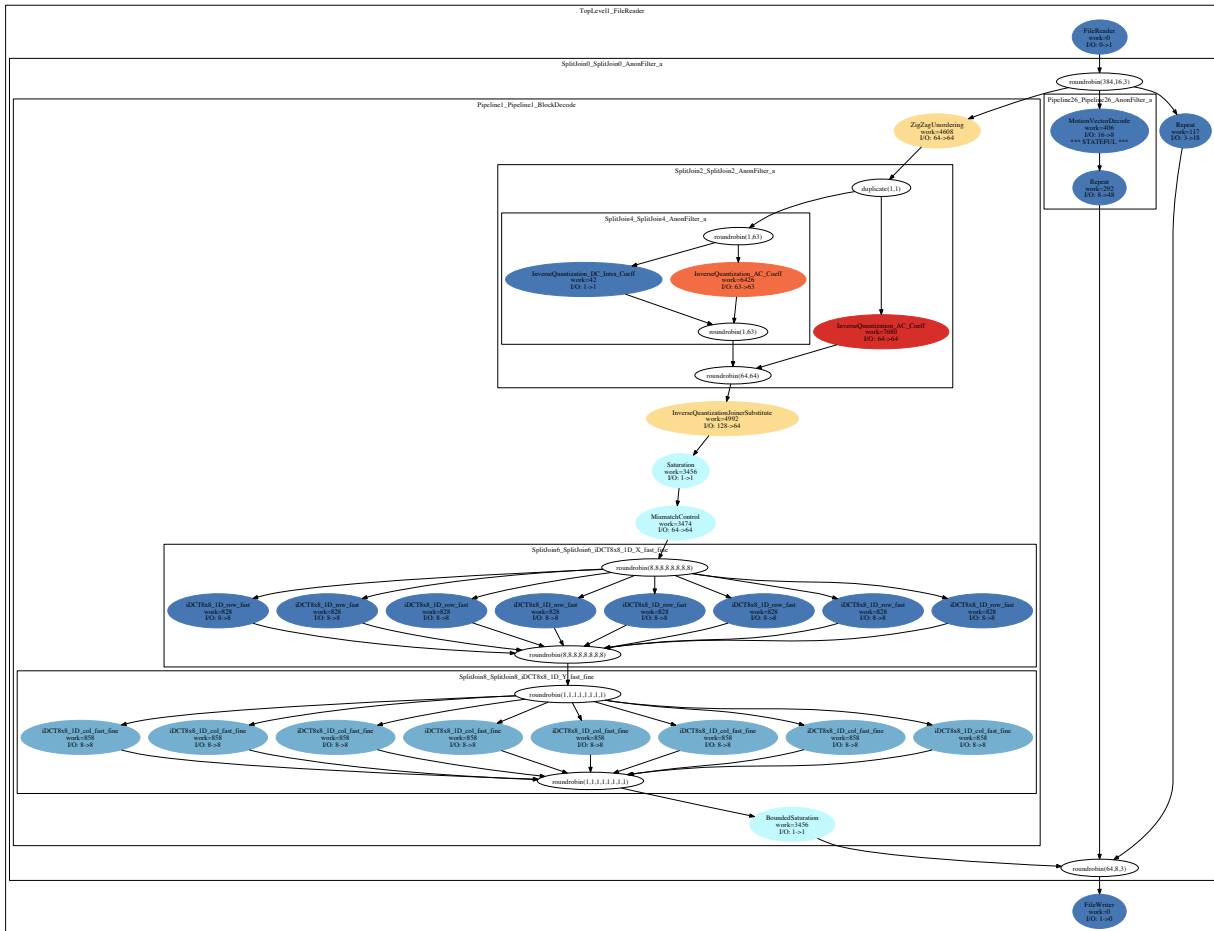 TopLevel1_FileReader
FileReader
work=0
I/O: 0->1
SplitJoin0_SplitJoin0_AnonFilter_a
roundrobin(384,16,3)
Pipeline1_Pipeline1_BlockDecode
Pipeline26_Pipeline26_AnonFilter_a
ZigZagUnordering
work=4608
I/O: 64->64
MotionVectorDecode
work=406
I/O: 16->8
*** STATEFUL ***
Repeat
work=117
I/O: 3->18
SplitJoin2_SplitJoin2_AnonFilter_a
duplicate(1,1)
Repeat
work=292
I/O: 8->48
SplitJoin4_SplitJoin4_AnonFilter_a
roundrobin(1,63)
InverseQuantization_DC_Intra_Coeff
work=42
I/O: 1->1
InverseQuantization_AC_Coeff
work=6426
I/O: 63->63
roundrobin(1,63)
InverseQuantization_AC_Coeff
work=7680
I/O: 64->64
roundrobin(64,64)
InverseQuantizationJoinerSubstitute
work=4992
I/O: 128->64
Saturation
work=3456
I/O: 1->1
MismatchControl
work=3474
I/O: 64->64
SplitJoin6_SplitJoin6_iDCT8x8_1D_X_fast_fine
roundrobin(8,8,8,8,8,8,8,8)
iDCT8x8_1D_row_fast
work=828
I/O: 8->8
iDCT8x8_1D_row_fast
work=828
I/O: 8->8
iDCT8x8_1D_row_fast
work=828
I/O: 8->8
iDCT8x8_1D_row_fast
work=828
I/O: 8->8
iDCT8x8_1D_row_fast
work=828
I/O: 8->8
iDCT8x8_1D_row_fast
work=828
I/O: 8->8
iDCT8x8_1D_row_fast
work=828
I/O: 8->8
iDCT8x8_1D_row_fast
work=828
I/O: 8->8
roundrobin(8,8,8,8,8,8,8,8)
SplitJoin8_SplitJoin8_iDCT8x8_1D_Y_fast_fine
roundrobin(1,1,1,1,1,1,1,1)
iDCT8x8_1D_col_fast_fine
work=858
I/O: 8->8
iDCT8x8_1D_col_fast_fine
work=858
I/O: 8->8
iDCT8x8_1D_col_fast_fine
work=858
I/O: 8->8
iDCT8x8_1D_col_fast_fine
work=858
I/O: 8->8
iDCT8x8_1D_col_fast_fine
work=858
I/O: 8->8
iDCT8x8_1D_col_fast_fine
work=858
I/O: 8->8
iDCT8x8_1D_col_fast_fine
work=858
I/O: 8->8
iDCT8x8_1D_col_fast_fine
work=858
I/O: 8->8
roundrobin(1,1,1,1,1,1,1,1)
BoundedSaturation
work=3456
I/O: 1->1
roundrobin(64,8,3)
FileWriter
work=0
I/O: 1->0